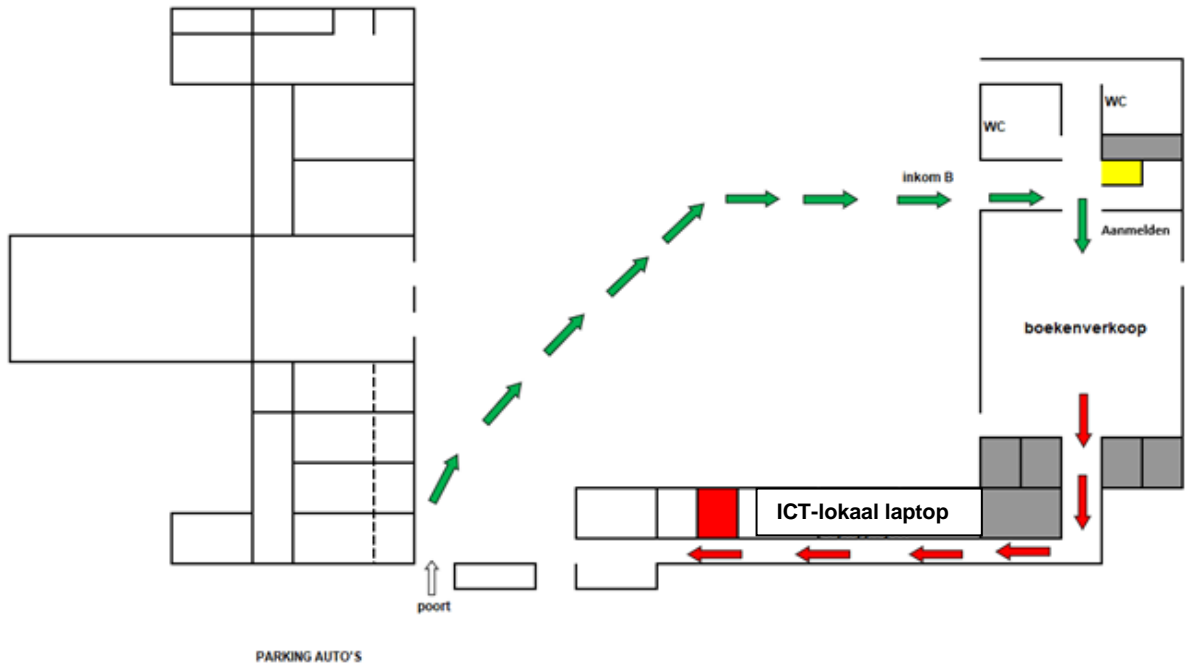 WC
WC
inkom B
Aanmelden
boekenverkoop
ICT-lokaal laptop
poort
PARKING AUTO'S